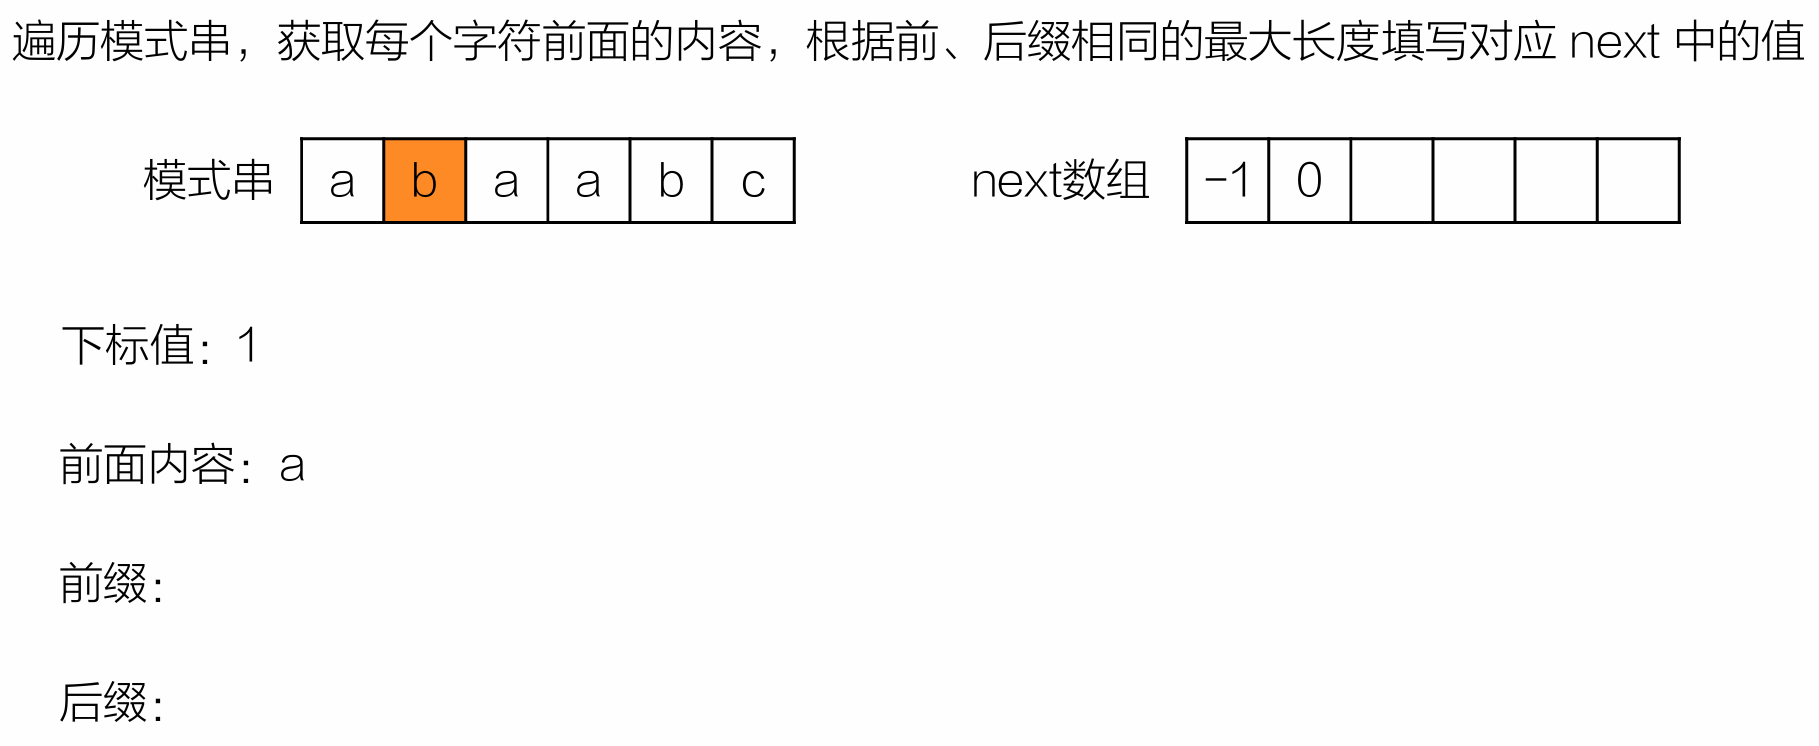 遍历模式串，获取每个字符前面的内容，根据前、后缀相同的最大长度填写对应 next 中的值
模式串 a b a a b c next数组 -1 0
下标值：1
前面内容：a
前缀：
后缀：